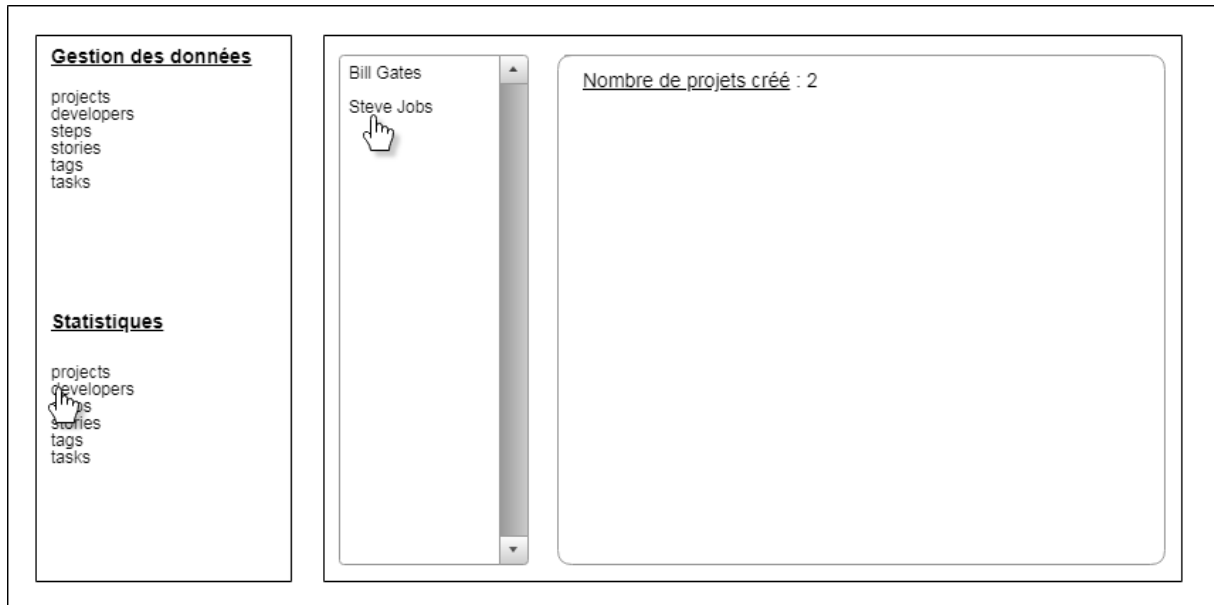 Gestion des données
projects
developers
steps
stories
tags
tasks
Statistiques
projects
developers
stories
tags
tasks
Bill Gates
Steve Jobs
Nombre de projets créé : 2